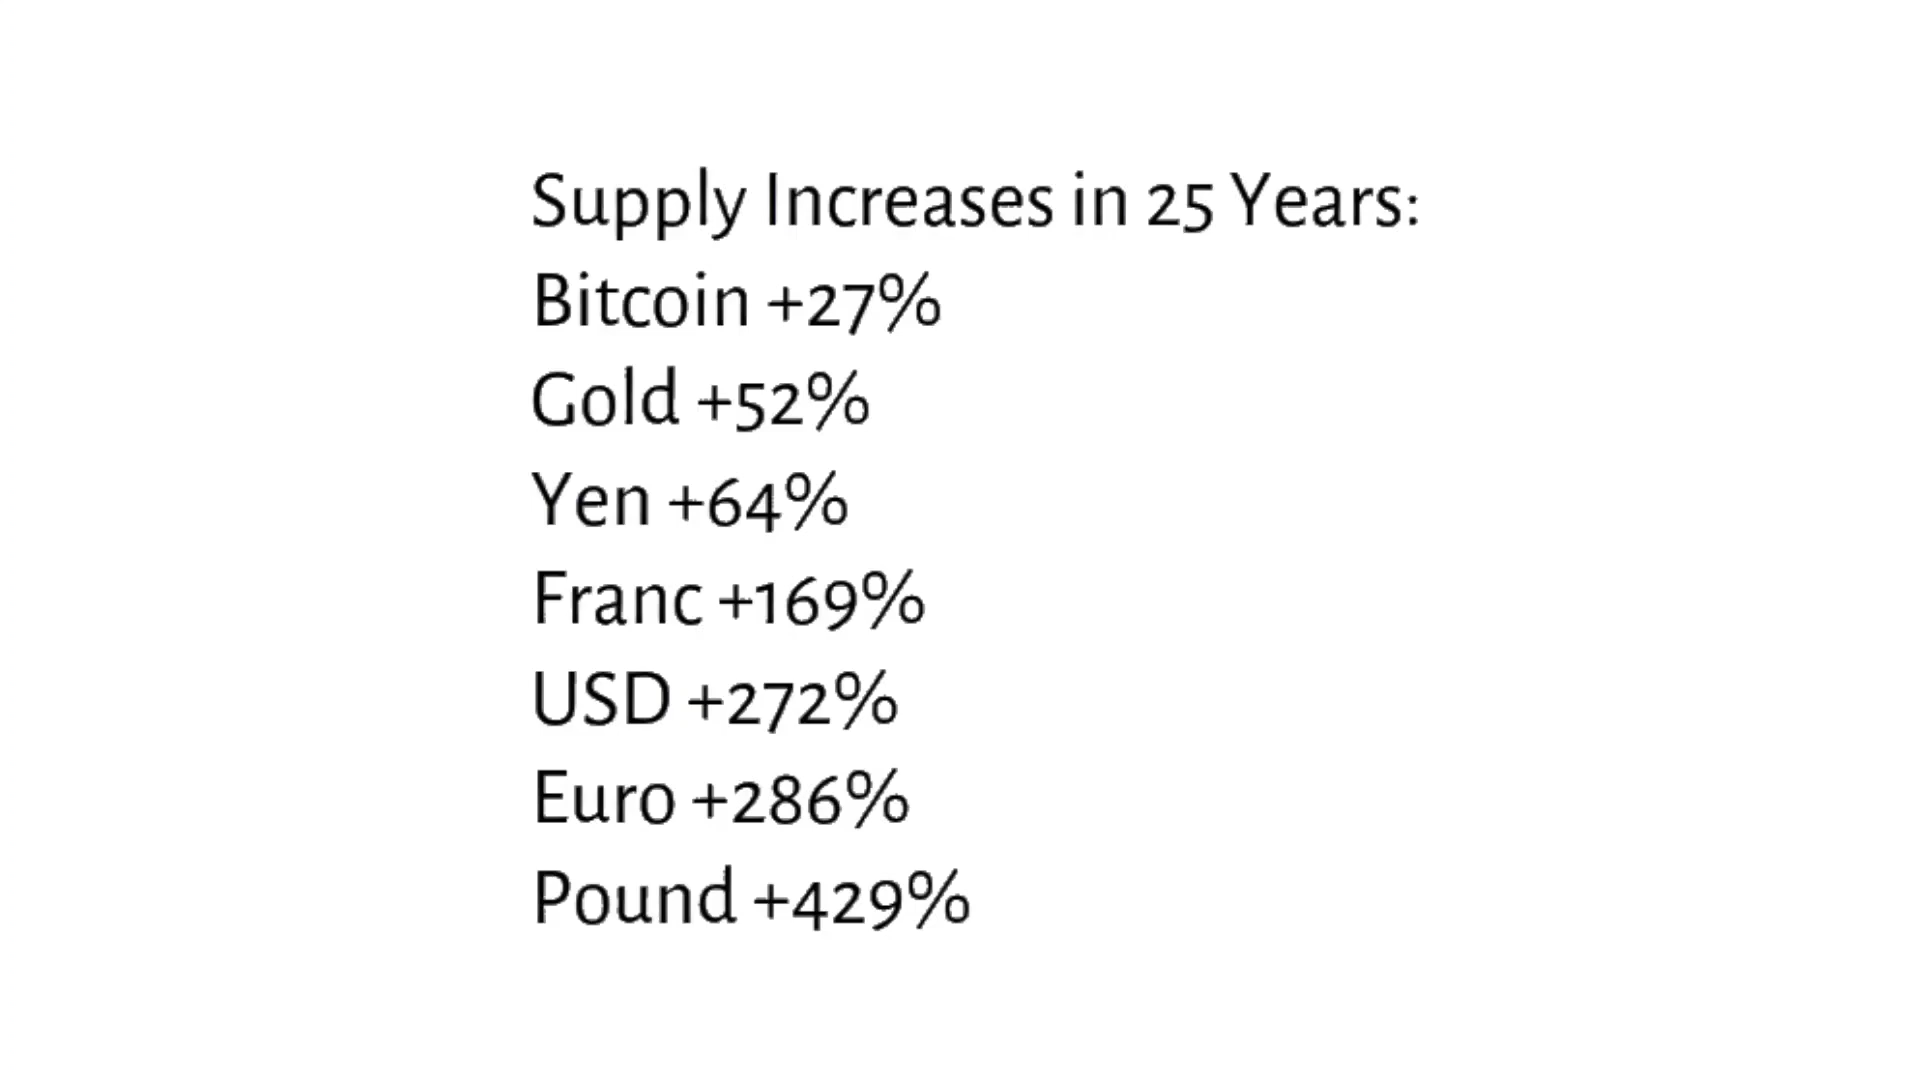 Supply Increases in 25 Years:
Bitcoin +27%
Gold +52%
Yen +64%
Franc +169%
USD +272%
Euro +286%
Pound +429%